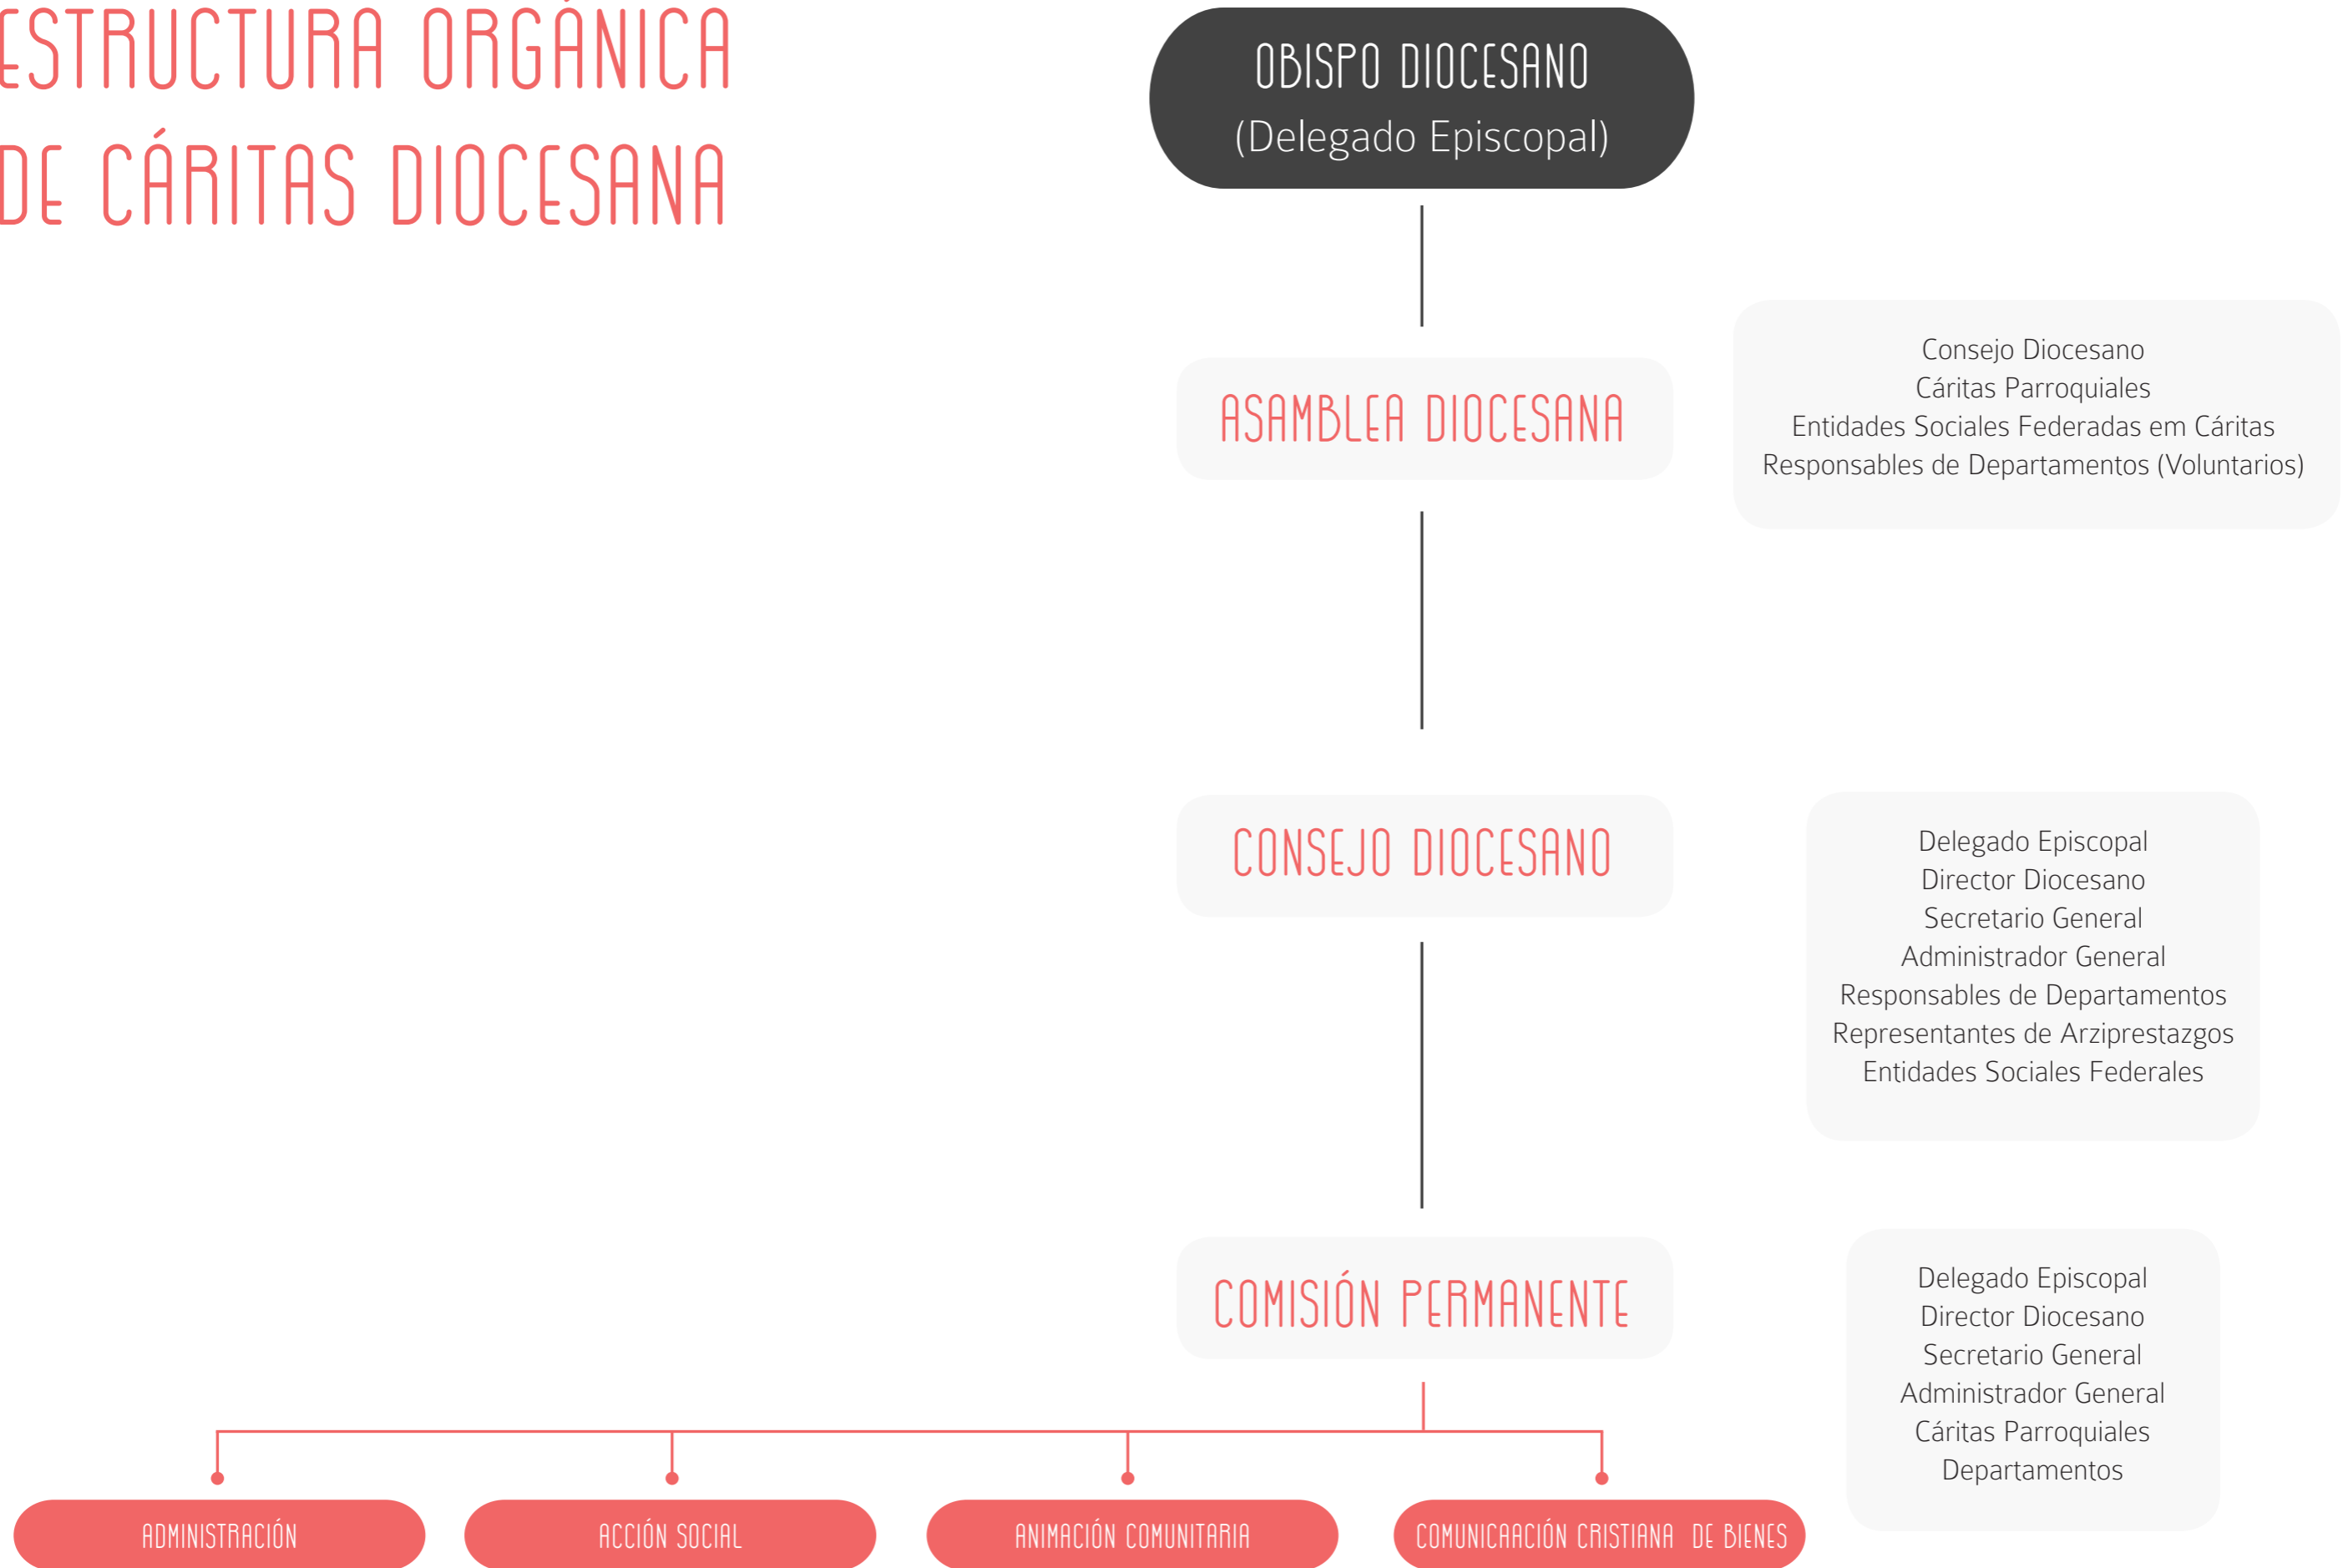 ESTRUCTURA ORGÁNICA
DE CÁRITAS DIOCESANA
OBISPO DIOCESANO
(Delegado Episcopal)
ASAMBLEA DIOCESANA
Consejo Diocesano
Cáritas Parroquiales
Entidades Sociales Federadas em Cáritas
Responsables de Departamentos (Voluntarios)
CONSEJO DIOCESANO
Delegado Episcopal
Director Diocesano
Secretario General
Administrador General
Responsables de Departamentos
Representantes de Arziprestazgos
Entidades Sociales Federales
COMISIÓN PERMANENTE
Delegado Episcopal
Director Diocesano
Secretario General
Administrador General
Cáritas Parroquiales
Departamentos
ADMINISTRACIÓN
ACCIÓN SOCIAL
ANIMACIÓN COMUNITARIA
COMUNICAACIÓN CRISTIANA DE BIENES